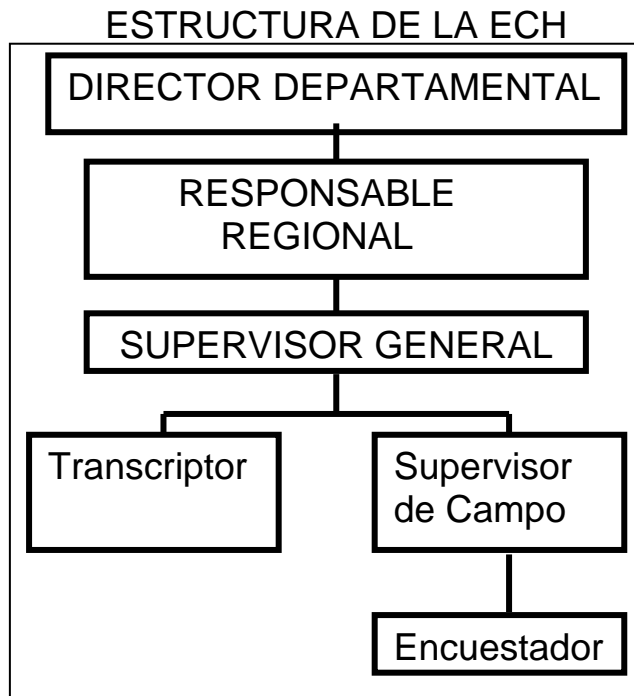 ESTRUCTURA DE LA ECH
DIRECTOR DEPARTAMENTAL
RESPONSABLE
REGIONAL
SUPERVISOR GENERAL
Transcriptor
Supervisor
de Campo
Encuestador